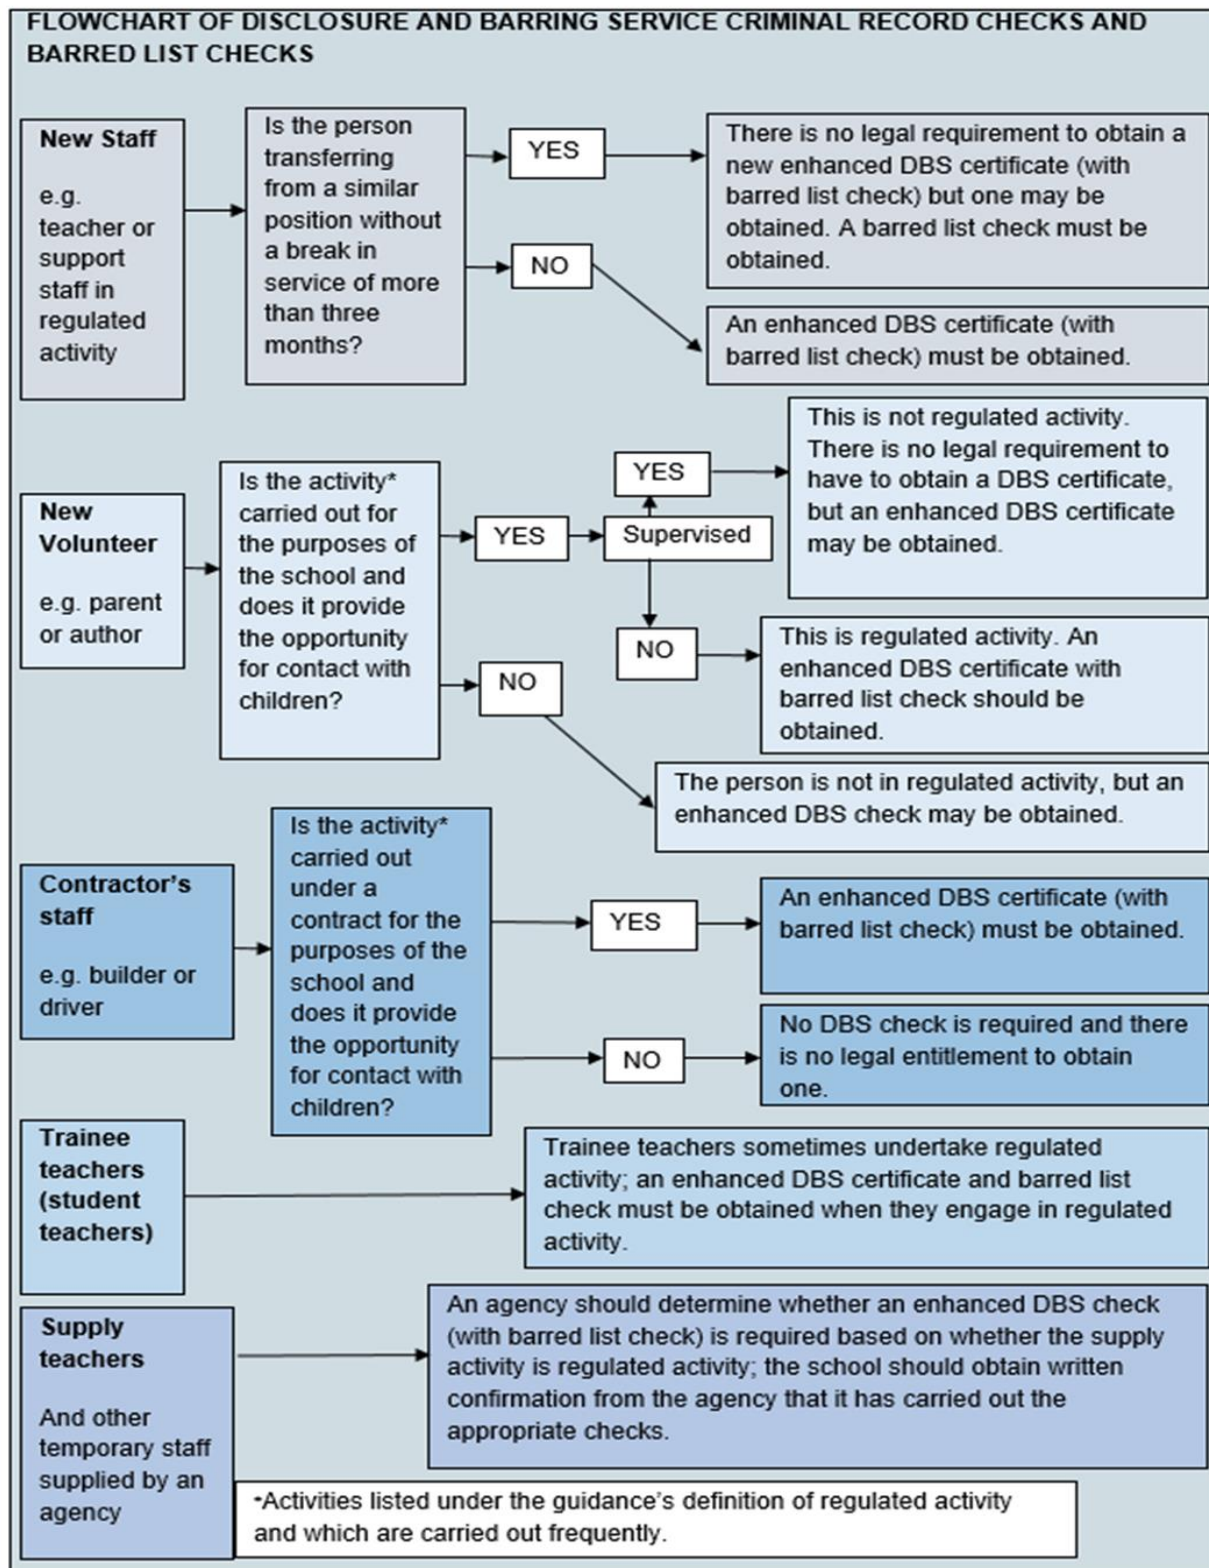 FLOWCHART OF DISCLOSURE AND BARRING SERVICE CRIMINAL RECORD CHECKS AND
BARRED LIST CHECKS
New Staff
e.g.
teacher or
support
staff in
regulated
activity
Is the person
transferring
from a similar
position without
a break in
service of more
than three
months?
YES
There is no legal requirement to obtain a
new enhanced DBS certificate (with
barred list check) but one may be
obtained. A barred list check must be
obtained.
NO
An enhanced DBS certificate (with
barred list check) must be obtained.
New
Volunteer
e.g. parent
or author
Is the activity*
carried out for
the purposes of
the school and
does it provide
the opportunity
for contact with
children?
YES
Supervised
YES
This is not regulated activity.
There is no legal requirement to
have to obtain a DBS certificate,
but an enhanced DBS certificate
may be obtained.
NO
This is regulated activity. An
enhanced DBS certificate with
barred list check should be
obtained.
NO
The person is not in regulated activity, but an
enhanced DBS check may be obtained.
Contractor's
staff
e.g. builder or
driver
Is the activity*
carried out
under a
contract for the
purposes of the
school and
does it provide
the opportunity
for contact with
children?
YES
An enhanced DBS certificate (with
barred list check) must be obtained.
NO
No DBS check is required and there
is no legal entitlement to obtain
one.
Trainee
teachers
(student
teachers)
Trainee teachers sometimes undertake regulated
activity; an enhanced DBS certificate and barred list
check must be obtained when they engage in regulated
activity.
Supply
teachers
And other
temporary staff
supplied by an
agency
An agency should determine whether an enhanced DBS check
(with barred list check) is required based on whether the supply
activity is regulated activity; the school should obtain written
confirmation from the agency that it has carried out the
appropriate checks.
*Activities listed under the guidance's definition of regulated activity
and which are carried out frequently.